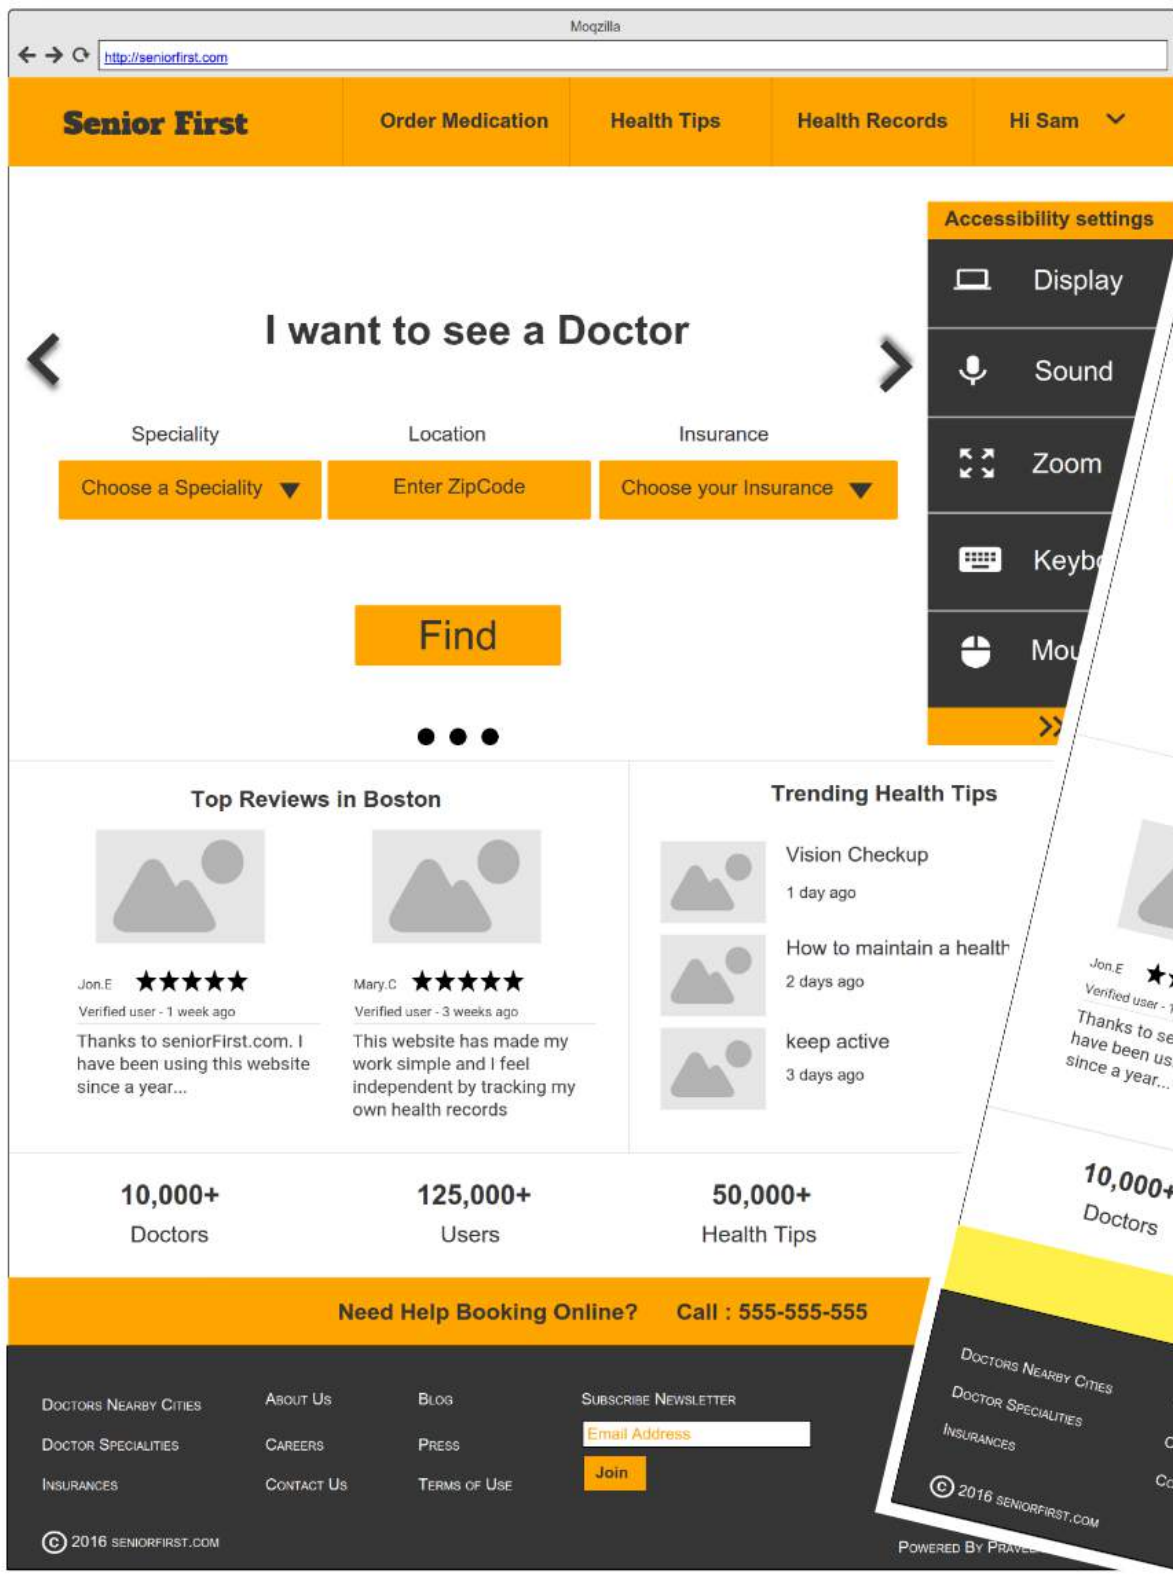 Moqzilla
http://seniorfirst.com
Senior First
Order Medication
Health Tips
Health Records
Hi Sam
Accessibility settings
Display
Sound
Zoom
I want to see a Doctor
Speciality
Location
Insurance
Choose a Speciality
Enter ZipCode
Choose your Insurance
Find
Top Reviews in Boston
Jon.E
Verified user - 1 week ago
Thanks to seniorFirst.com. I
have been using this website
since a year...
Mary.C
Verified user - 3 weeks ago
This website has made my
work simple and I feel
independent by tracking my
own health records
Trending Health Tips
Vision Checkup
1 day ago
How to maintain a health
2 days ago
keep active
3 days ago
10,000+
Doctors
125,000+
Users
50,000+
Health Tips
Need Help Booking Online? Call : 555-555-555
Doctors Nearby Cities
Doctor Specialities
Insurances
About Us
Careers
Contact Us
Blog
Press
Terms of Use
Subscribe Newsletter
Email Address
Join
© 2016 seniorfirst.com
Powered By
Jon.E
Verified user -
Thanks to
have been
since a year...
10,000+
Doctors
Doctors Nearby Cities
Doctor Specialities
Insurances
© 2016 seniorfirst.com